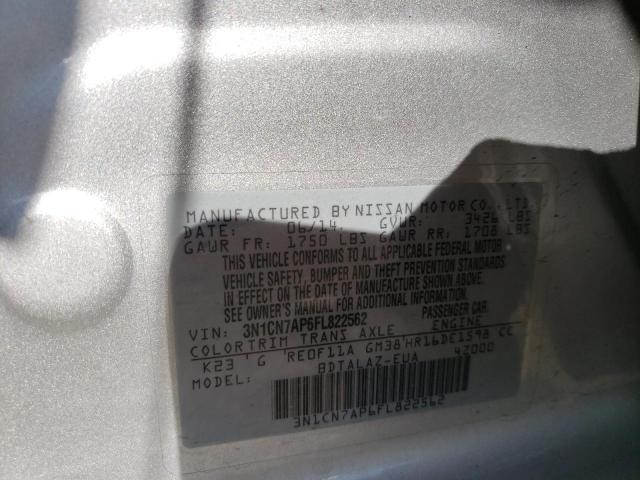 MANUFACTURED BY NISSAN MOTOR CO., LTD.
DATE: 06/14 GVWR: 3426 LBS
GAWR FR: 1750 LBS GAWR RR: 1708 LBS
THIS VEHICLE CONFORMS TO ALL APPLICABLE FEDERAL MOTOR
VEHICLE SAFETY, BUMPER AND THEFT PREVENTION STANDARDS
IN EFFECT ON THE DATE OF MANUFACTURE SHOWN ABOVE.
SEE OWNER'S MANUAL FOR ADDITIONAL INFORMATION.
VIN: 3N1CN7AP6FL822562 PASSENGER CAR
COLOR TRIM TRANS AXLE ENGINE
K23 G RE0F11A GM38 HR16DE1598 CC
MODEL: BDTALAZ-EUA 42000
3N1CN7AP6FL822562